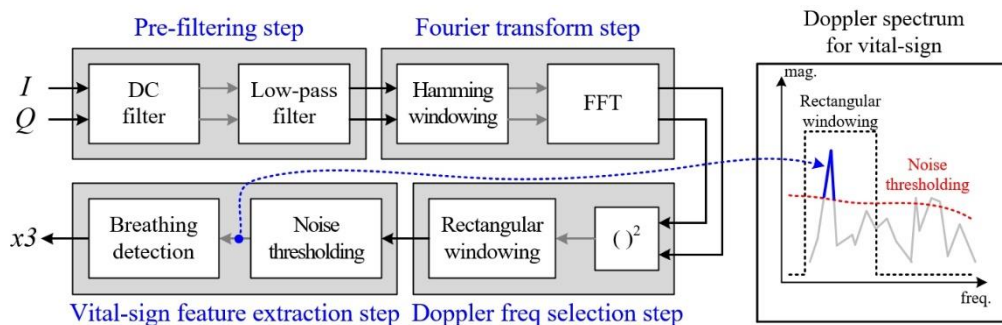 Pre-filtering step
Fourier transform step
I
Q
DC
filter
Low-pass
filter
Hamming
windowing
FFT
x3
Breathing
detection
Noise
thresholding
Rectangular
windowing
( )²
Vital-sign feature extraction step
Doppler freq selection step
Doppler spectrum
for vital-sign
mag.
Rectangular
windowing
Noise
thresholding
freq.